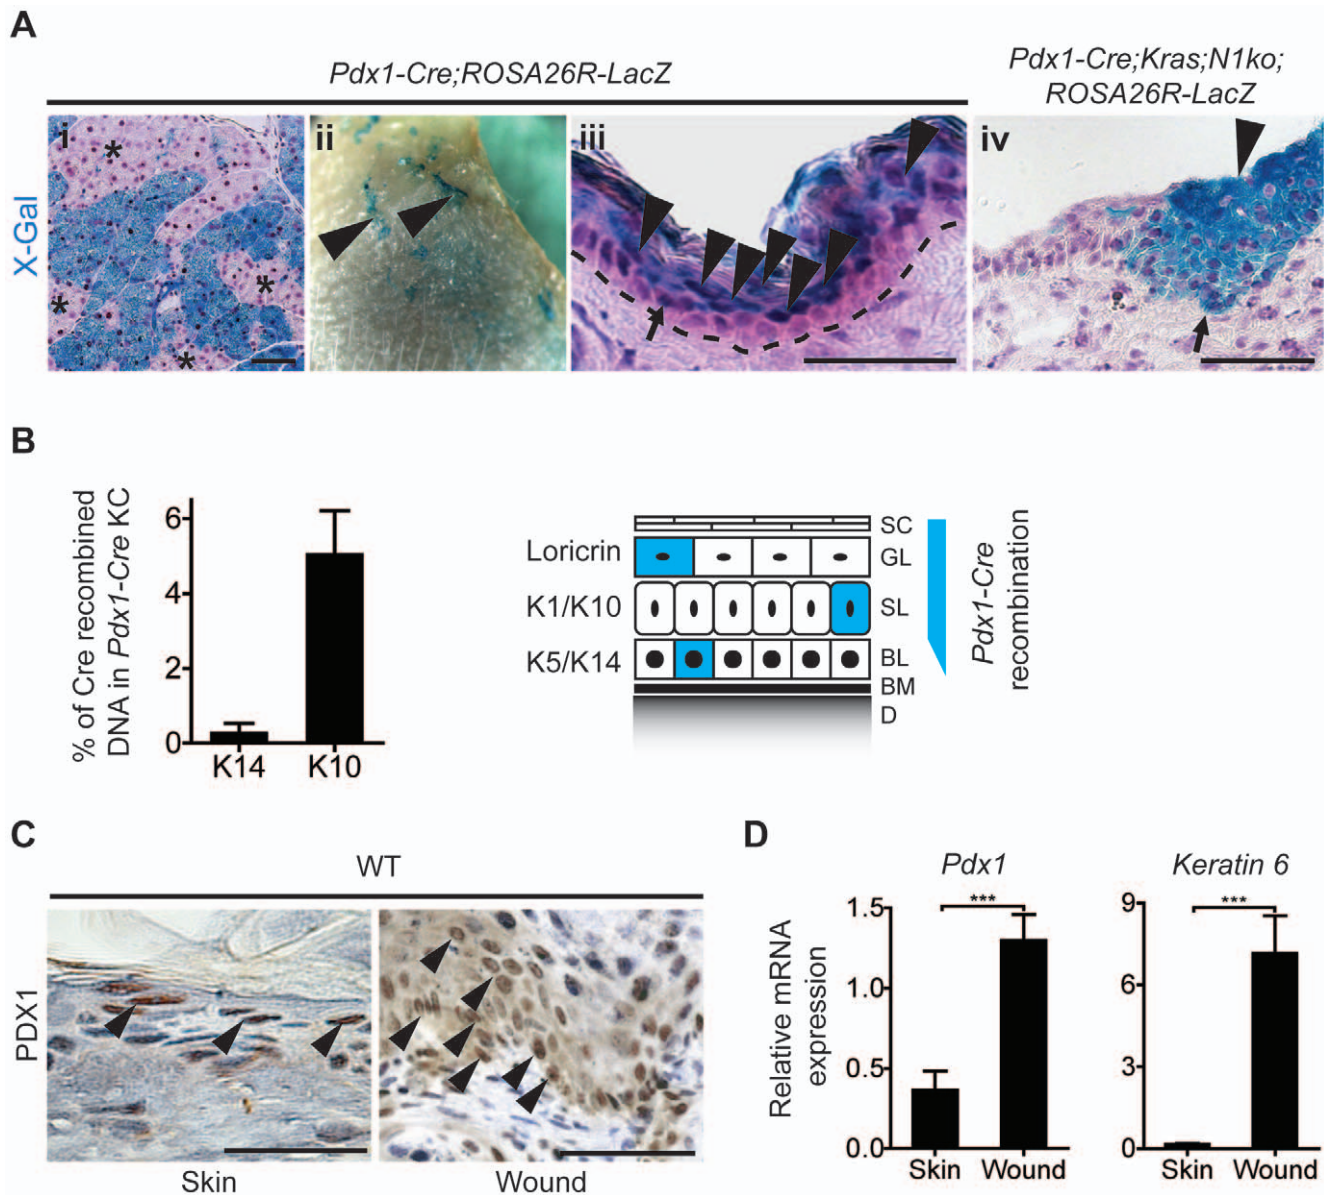 A
Pdx1-Cre;ROSA26R-LacZ
Pdx1-Cre;Kras;N1ko;
ROSA26R-LacZ
X-Gal
i
*
*
*
*
ii
iii
iv
B
% of Cre recombined
DNA in Pdx1-Cre KC
6
4
2
0
K14
K10
Loricrin
K1/K10
K5/K14
SC
GL
SL
BL
BM
D
Pdx1-Cre
recombination
C
WT
PDX1
Skin
Wound
D
Relative mRNA
expression
Pdx1
***
1.5
1.0
0.5
0.0
Skin Wound
Keratin 6
***
9
6
3
0
Skin Wound